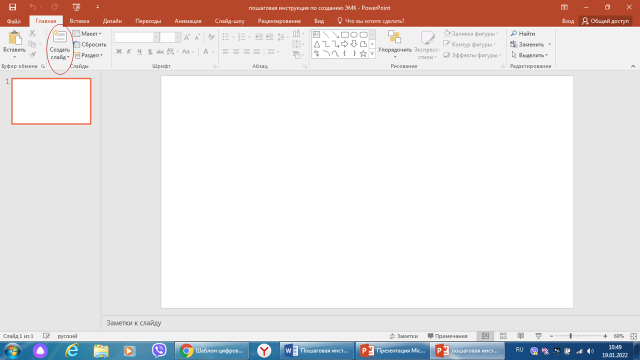 пошаговая инструкция по созданию ЭМК - PowerPoint
Файл Главная Вставка Дизайн Переходы Анимация Слайд-шоу Рецензирование Вид Что вы хотите сделать? Вход Общий доступ
Вставить
Создать слайд
Макет
Сбросить
Раздел
Ж К Ч
Упорядочить
Экспресс-стили
Заливка фигуры
Контур фигуры
Эффекты фигуры
Найти
Заменить
Выделить
Буфер обмена Слайды Шрифт Абзац Рисование Редактирование
1
Заметки к слайду
Слайд 1 из 1 русский Заметки Примечания 69%
Шаблон цифров... Пошаговая инст... Презентация Mic... пошаговая инс... RU 10:49
19.01.2022